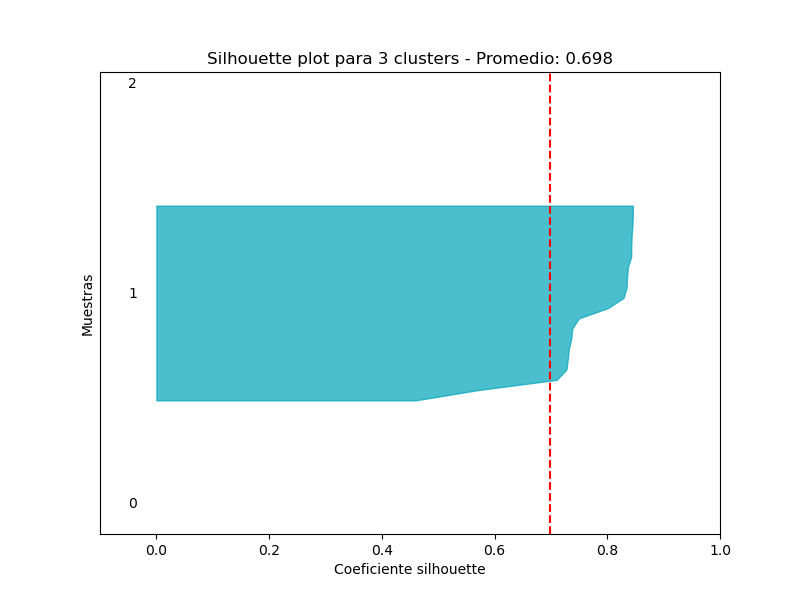 Silhouette plot para 3 clusters - Promedio: 0.698
2
1
0
Muestras
0.0 0.2 0.4 0.6 0.8 1.0
Coeficiente silhouette